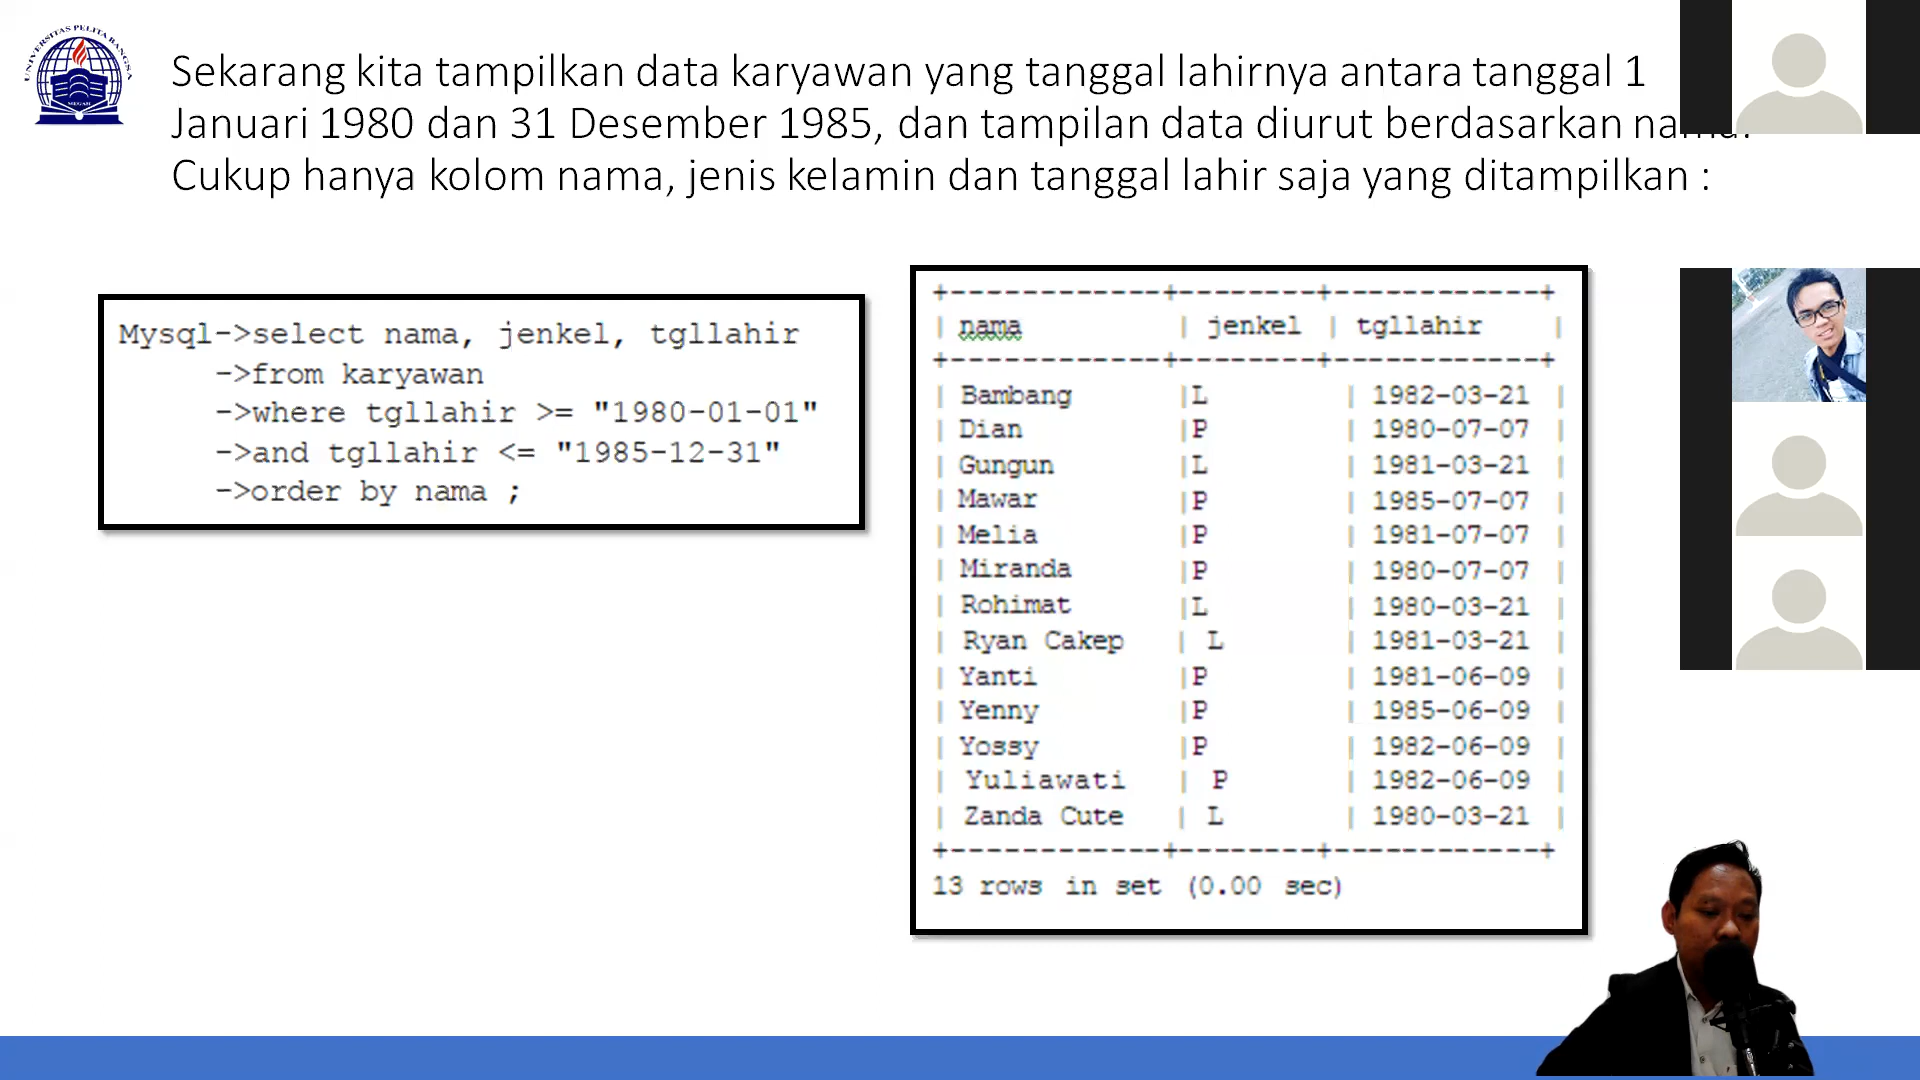 UNIVERSITAS PELITA BANGSA
Sekarang kita tampilkan data karyawan yang tanggal lahirnya antara tanggal 1
Januari 1980 dan 31 Desember 1985, dan tampilan data diurut berdasarkan nama.
Cukup hanya kolom nama, jenis kelamin dan tanggal lahir saja yang ditampilkan :
Mysql->select nama, jenkel, tgllahir
->from karyawan
->where tgllahir >= "1980-01-01"
->and tgllahir <= "1985-12-31"
->order by nama ;
+------------+--------+------------+
| nama | jenkel | tgllahir |
+------------+--------+------------+
| Bambang |L | 1982-03-21 |
| Dian |P | 1980-07-07 |
| Gungun |L | 1981-03-21 |
| Mawar |P | 1985-07-07 |
| Melia |P | 1981-07-07 |
| Miranda |P | 1980-07-07 |
| Rohimat |L | 1980-03-21 |
| Ryan Cakep | L | 1981-03-21 |
| Yanti |P | 1981-06-09 |
| Yenny |P | 1985-06-09 |
| Yossy |P | 1982-06-09 |
| Yuliawati | P | 1982-06-09 |
| Zanda Cute | L | 1980-03-21 |
+------------+--------+------------+
13 rows in set (0.00 sec)